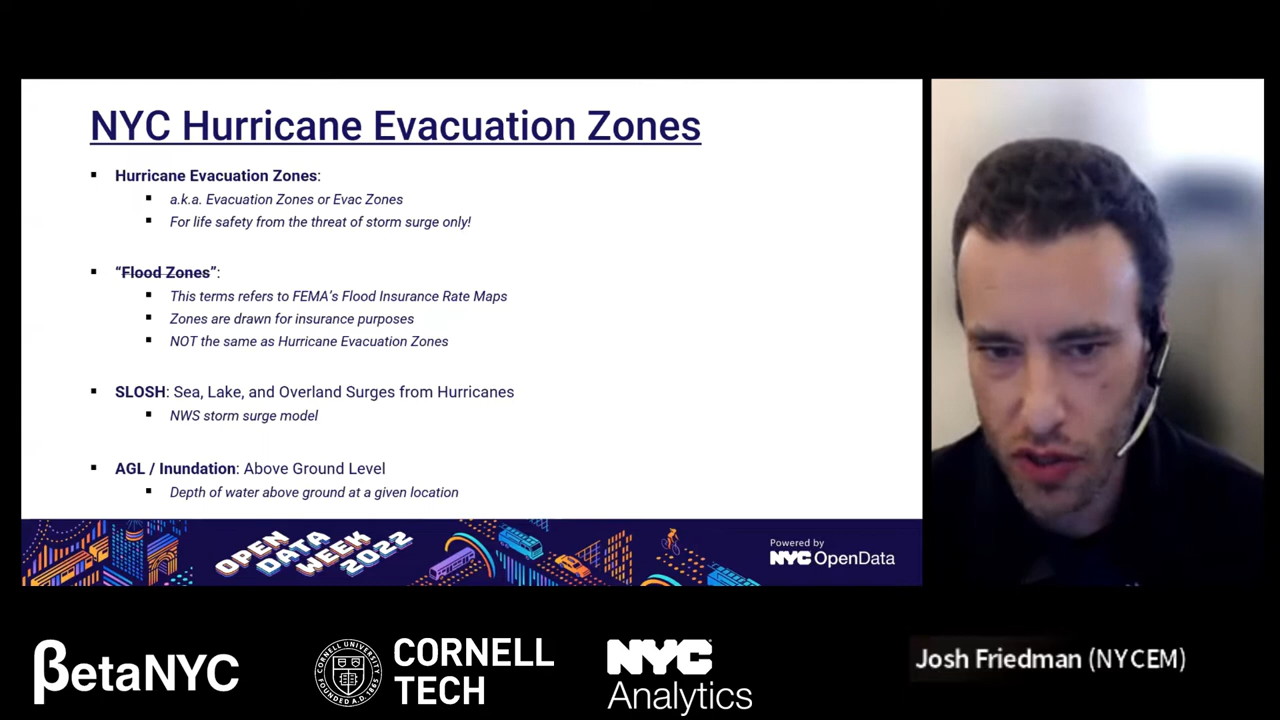 NYC Hurricane Evacuation Zones
Hurricane Evacuation Zones:
a.k.a. Evacuation Zones or Evac Zones
For life safety from the threat of storm surge only!
“Flood Zones”:
This terms refers to FEMA’s Flood Insurance Rate Maps
Zones are drawn for insurance purposes
NOT the same as Hurricane Evacuation Zones
SLOSH: Sea, Lake, and Overland Surges from Hurricanes
NWS storm surge model
AGL / Inundation: Above Ground Level
Depth of water above ground at a given location
OPEN
DATA
WEEK
2022
Powered by
NYC OpenData
βetaNYC
CORNELL
TECH
NYC
Analytics
Josh Friedman (NYCEM)